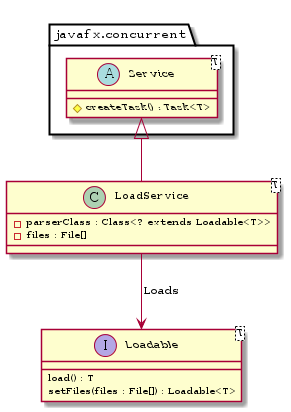 javafx.concurrent
T
A Service
createTask() : Task<T>
T
C LoadService
parserClass : Class<? extends Loadable<T>>
files : File[]
Loads
T
I Loadable
load() : T
setFiles(files : File[]) : Loadable<T>